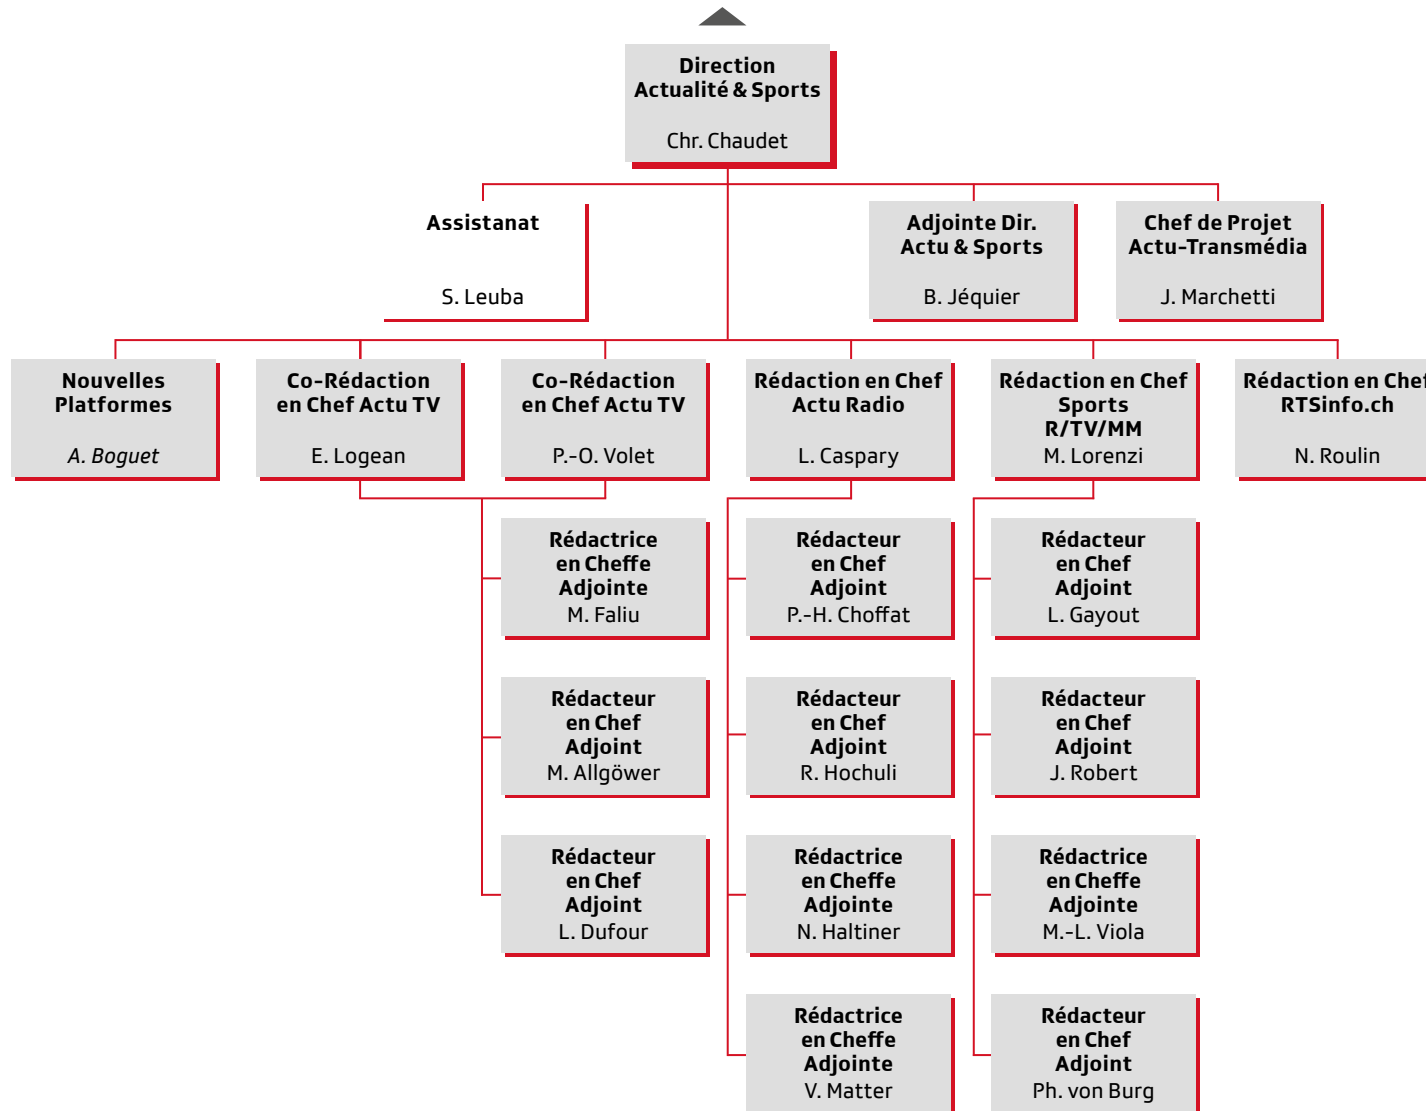 Direction
Actualité & Sports
Chr. Chaudet
Assistanat
S. Leuba
Adjointe Dir.
Actu & Sports
B. Jéquier
Chef de Projet
Actu-Transmédia
J. Marchetti
Nouvelles
Platformes
A. Boguet
Co-Rédaction
en Chef Actu TV
E. Logean
Co-Rédaction
en Chef Actu TV
P.-O. Volet
Rédaction en Chef
Actu Radio
L. Caspary
Rédaction en Chef
Sports
R/TV/MM
M. Lorenzi
Rédaction en Chef
RTSinfo.ch
N. Roulin
Rédactrice
en Cheffe
Adjointe
M. Faliu
Rédacteur
en Chef
Adjoint
P.-H. Choffat
Rédacteur
en Chef
Adjoint
L. Gayout
Rédacteur
en Chef
Adjoint
M. Allgöwer
Rédacteur
en Chef
Adjoint
R. Hochuli
Rédacteur
en Chef
Adjoint
J. Robert
Rédacteur
en Chef
Adjoint
L. Dufour
Rédactrice
en Cheffe
Adjointe
N. Haltiner
Rédactrice
en Cheffe
Adjointe
M.-L. Viola
Rédactrice
en Cheffe
Adjointe
V. Matter
Rédacteur
en Chef
Adjoint
Ph. von Burg